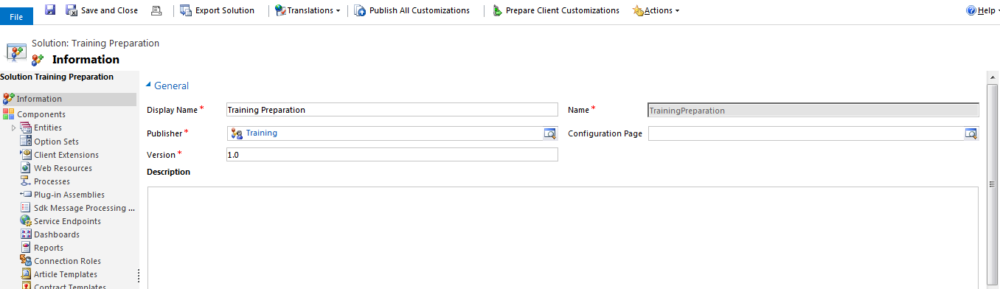 File
Save and Close
Export Solution
Translations
Publish All Customizations
Prepare Client Customizations
Actions
Help
Solution: Training Preparation
Information
Solution Training Preparation
Information
Components
Entities
Option Sets
Client Extensions
Web Resources
Processes
Plug-in Assemblies
Sdk Message Processing ...
Service Endpoints
Dashboards
Reports
Connection Roles
Article Templates
Contract Templates
General
Display Name * Training Preparation
Name * TrainingPreparation
Publisher * Training
Configuration Page
Version * 1.0
Description